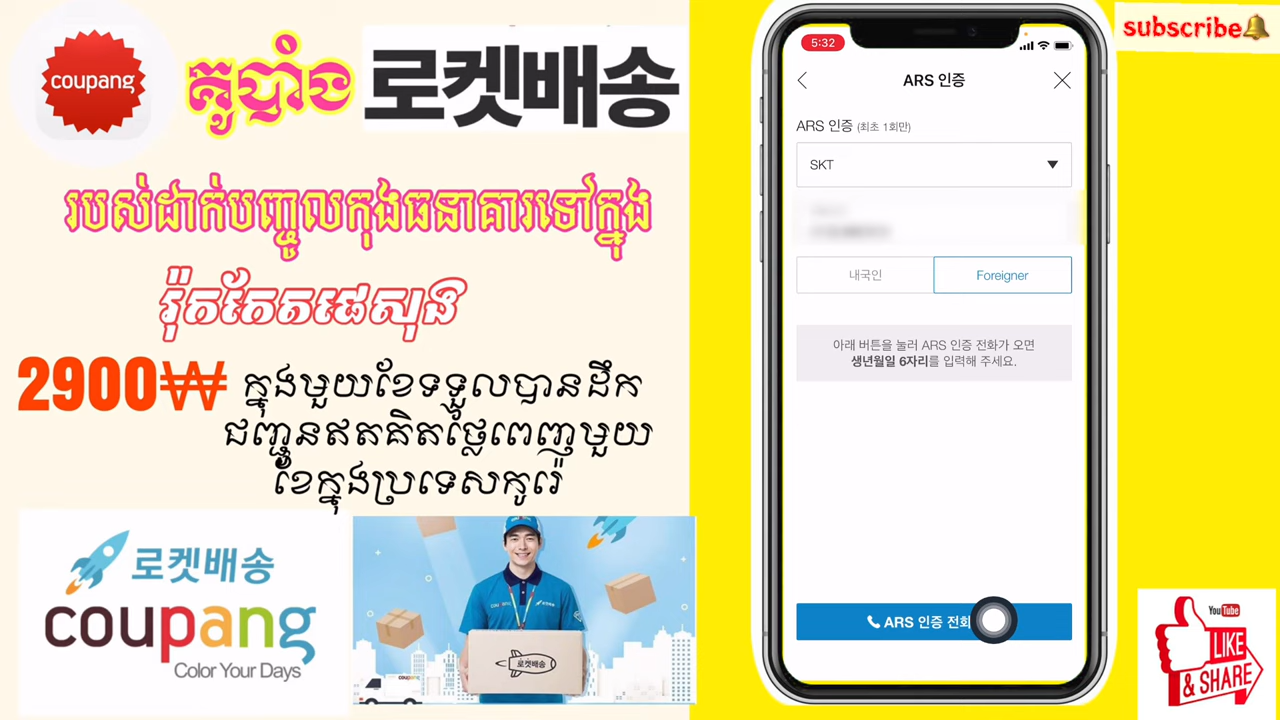 coupang
គូប៉ាំង 로켓배송
របស់ដាក់បញ្ចូលកុងធនាគារទៅក្នុង
រ៉ុតកែតផេសុង
2900₩ ក្នុងមួយខែទទួលបានដឹក
ជញ្ជូនឥតគិតថ្លៃពេញមួយ
ខែក្នុងប្រទេសកូរ៉េ
로켓배송
coupang
Color Your Days
coupang
로켓배송
coupang
5:32
ARS 인증
ARS 인증 (최초 1회만)
SKT
내국인
Foreigner
아래 버튼을 눌러 ARS 인증 전화가 오면
생년월일 6자리를 입력해 주세요.
ARS 인증 전화
subscribe
YouTube
LIKE
& SHARE